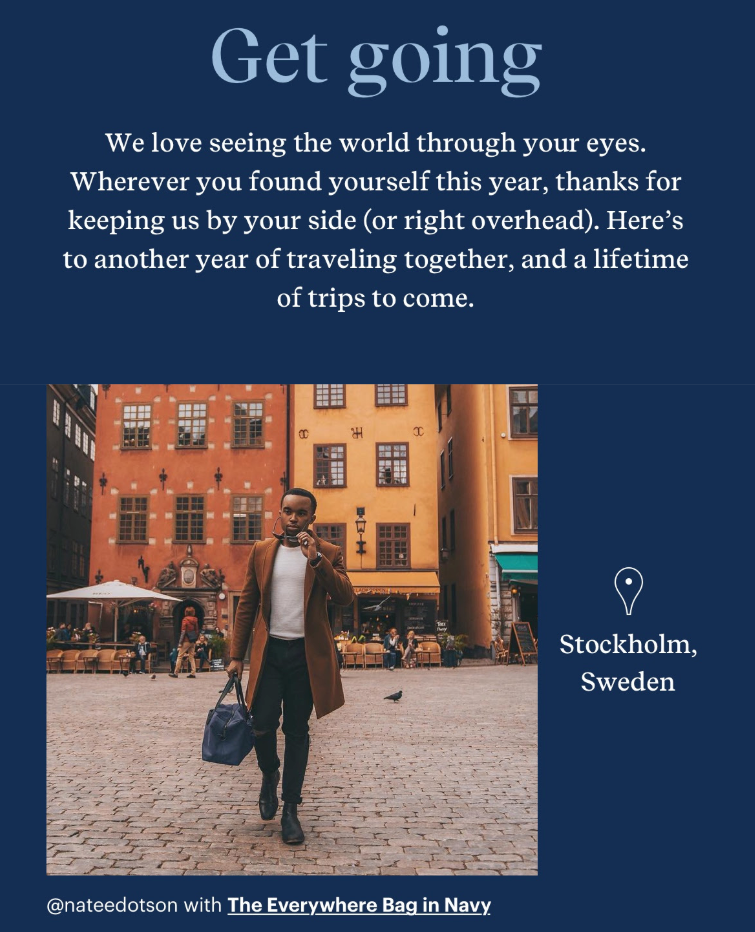 Get going
We love seeing the world through your eyes.
Wherever you found yourself this year, thanks for
keeping us by your side (or right overhead). Here’s
to another year of traveling together, and a lifetime
of trips to come.
Stockholm,
Sweden
@nateedotson with The Everywhere Bag in Navy